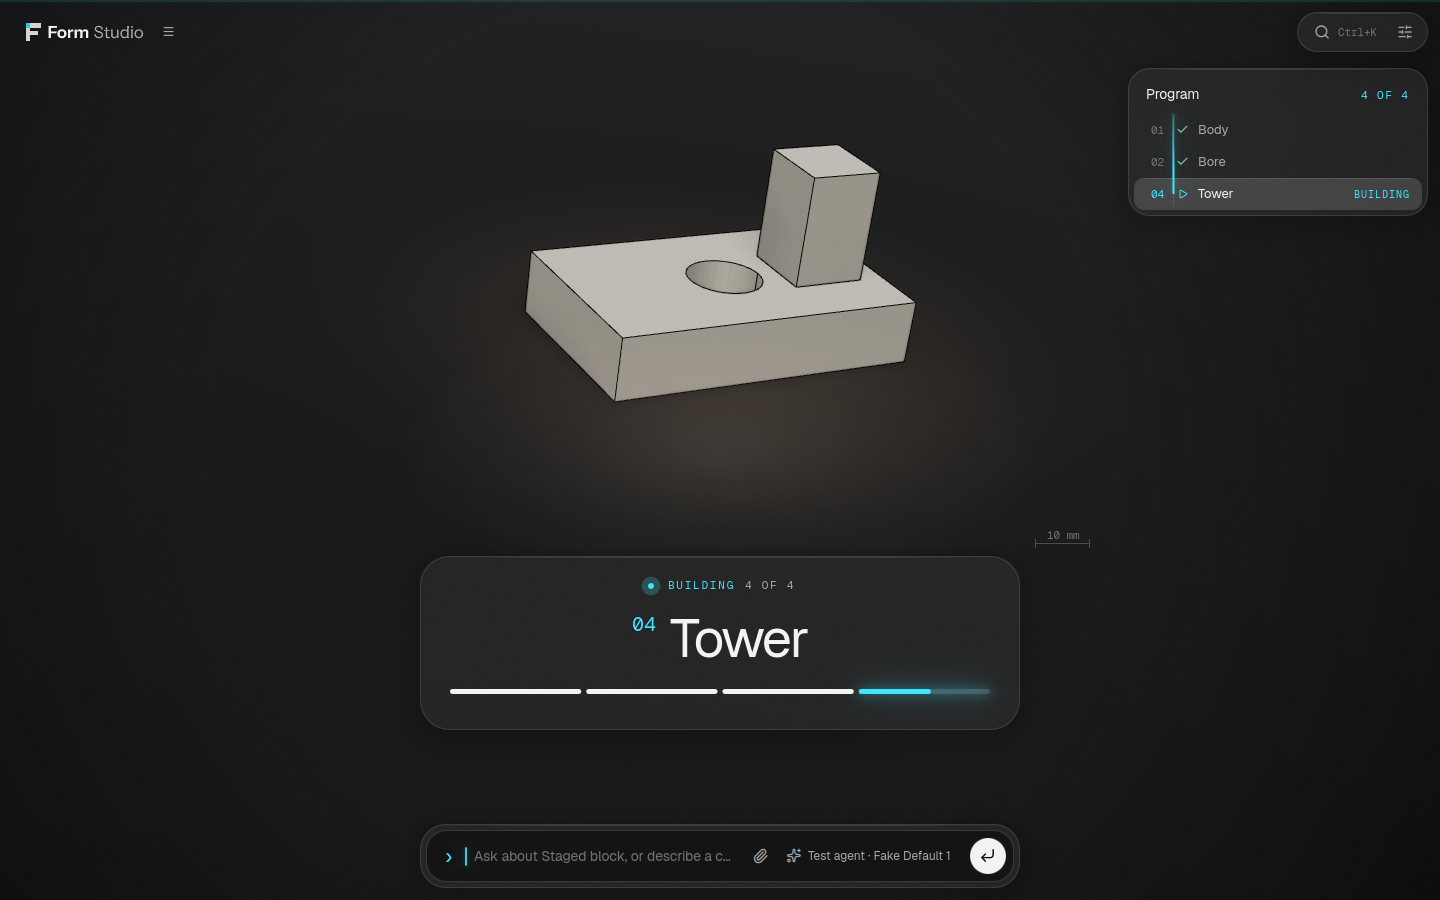 Form Studio
Ctrl+K
Program
4 OF 4
01 Body
02 Bore
04 Tower BUILDING
10 mm
BUILDING 4 OF 4
04 Tower
Ask about Staged block, or describe a c…
Test agent · Fake Default 1